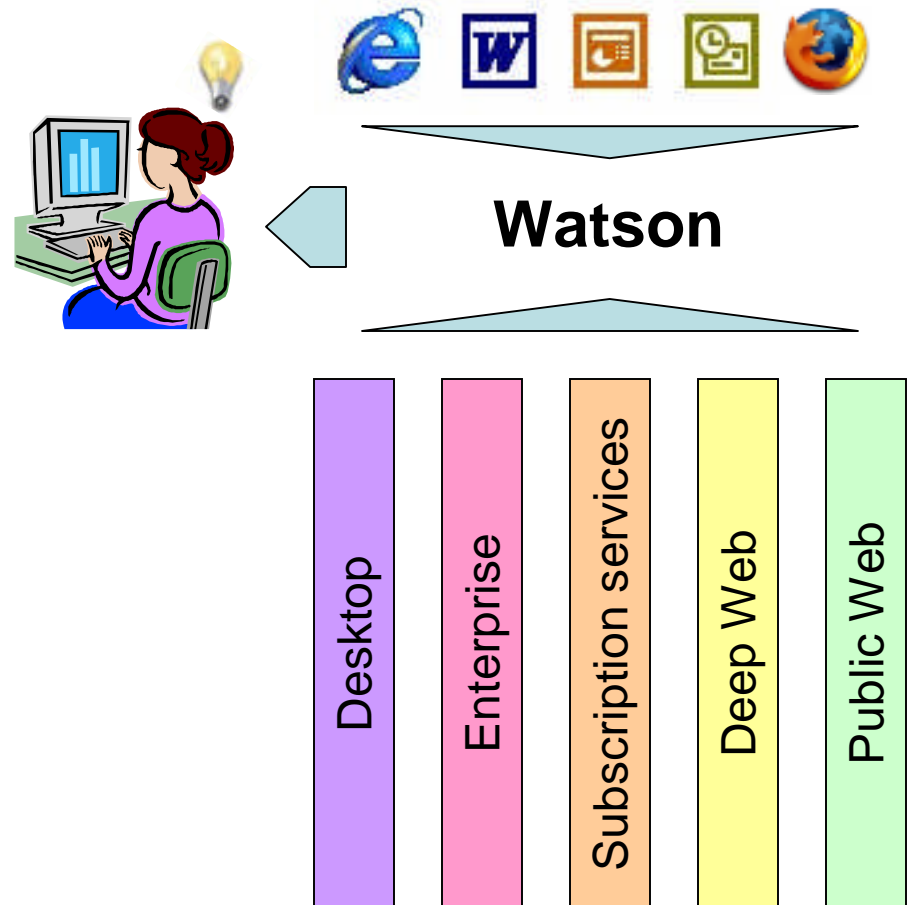 W
Watson
Desktop
Enterprise
Subscription services
Deep Web
Public Web